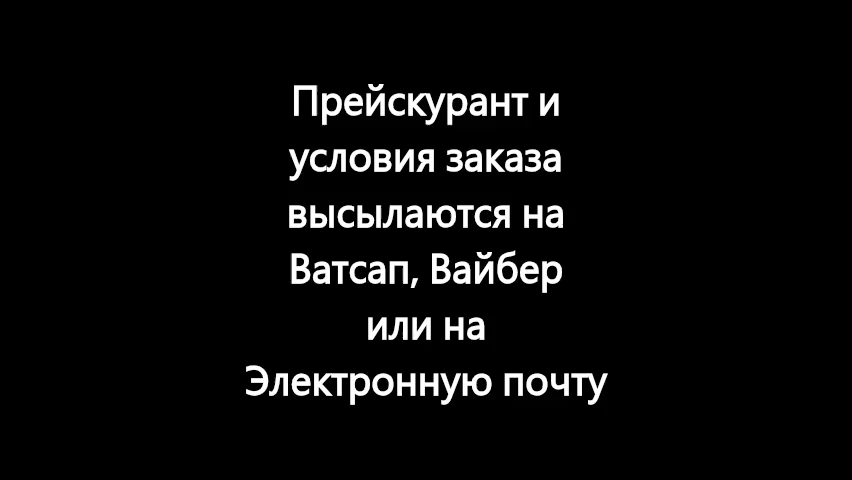 Прейскурант и
условия заказа
высылаются на
Ватсап, Вайбер
или на
Электронную почту